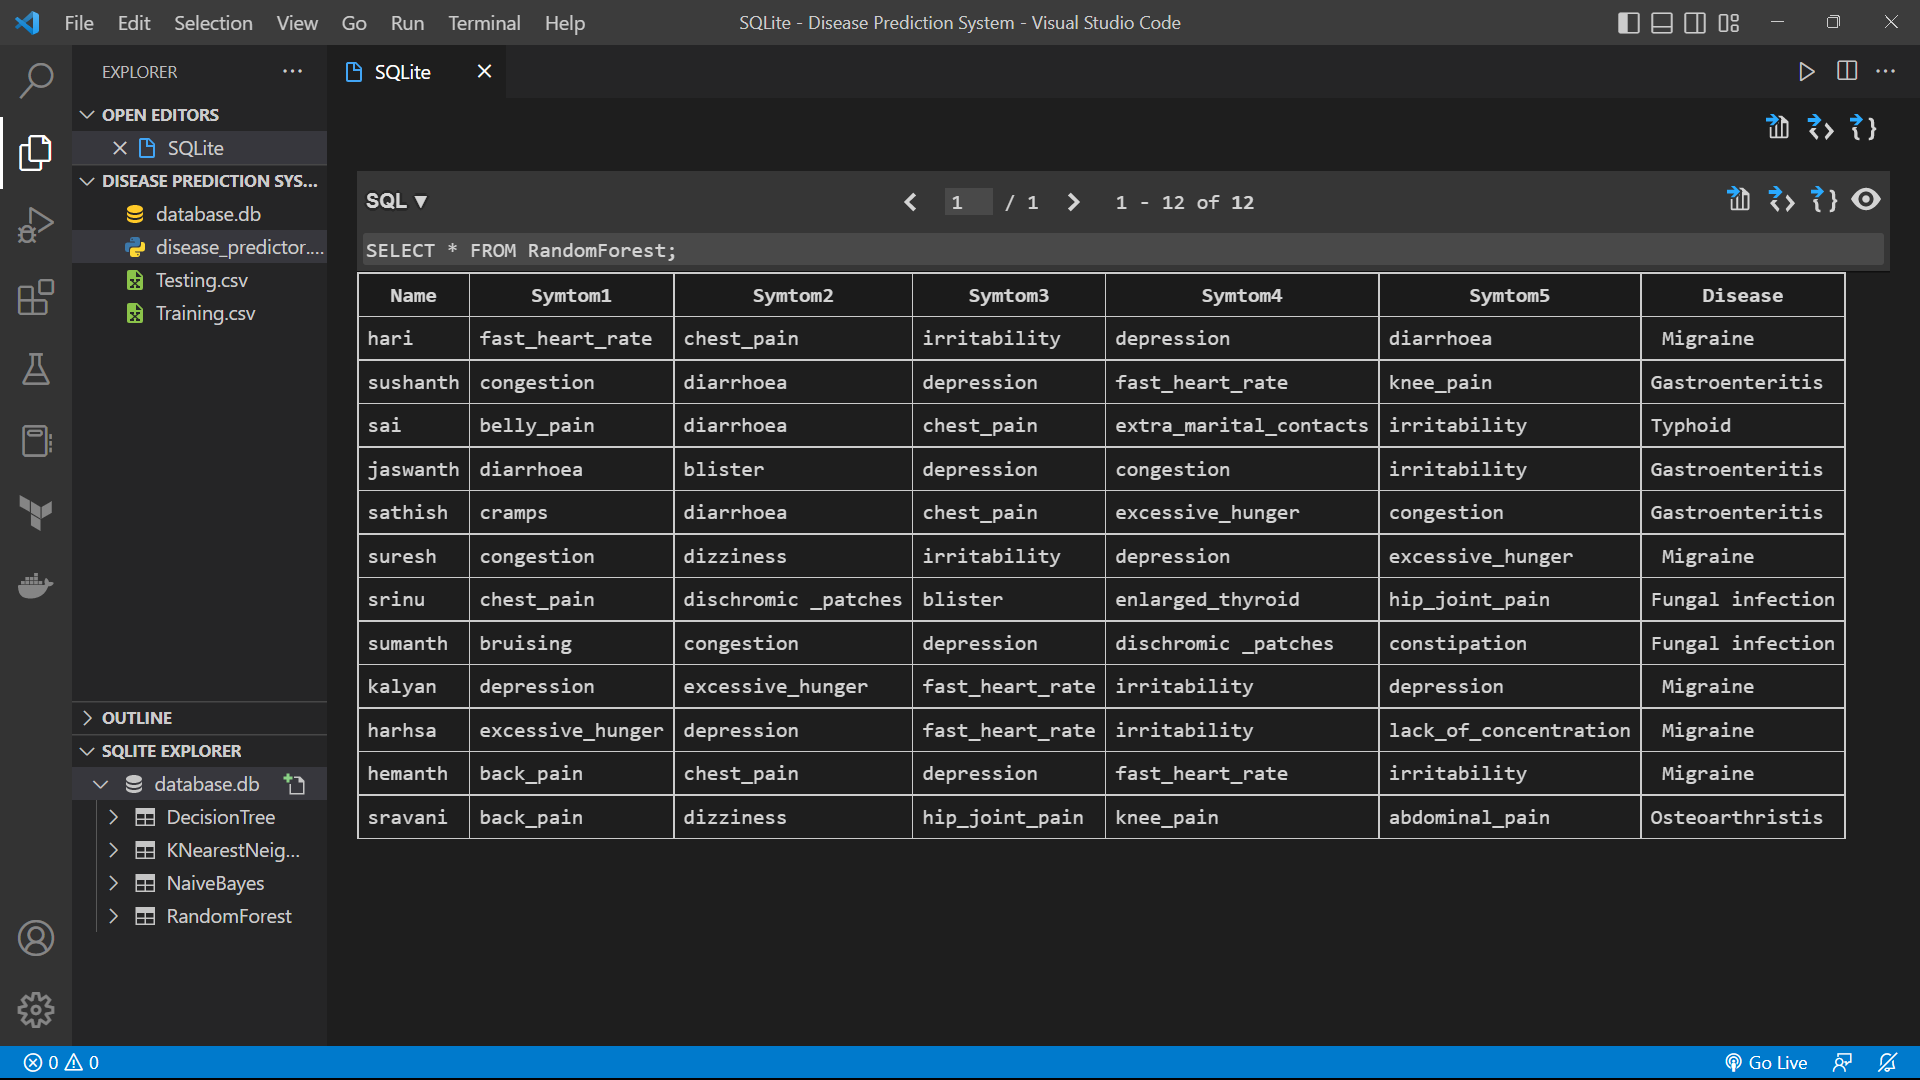 File Edit Selection View Go Run Terminal Help SQLite - Disease Prediction System - Visual Studio Code
EXPLORER
SQLite
OPEN EDITORS
SQLite
DISEASE PREDICTION SYS...
database.db
disease_predictor....
Testing.csv
Training.csv
OUTLINE
SQLITE EXPLORER
database.db
DecisionTree
KNearestNeig...
NaiveBayes
RandomForest
SQL ▼ 1 / 1 1 - 12 of 12
SELECT * FROM RandomForest;
Name Symtom1 Symtom2 Symtom3 Symtom4 Symtom5 Disease
hari fast_heart_rate chest_pain irritability depression diarrhoea Migraine
sushanth congestion diarrhoea depression fast_heart_rate knee_pain Gastroenteritis
sai belly_pain diarrhoea chest_pain extra_marital_contacts irritability Typhoid
jaswanth diarrhoea blister depression congestion irritability Gastroenteritis
sathish cramps diarrhoea chest_pain excessive_hunger congestion Gastroenteritis
suresh congestion dizziness irritability depression excessive_hunger Migraine
srinu chest_pain dischromic _patches blister enlarged_thyroid hip_joint_pain Fungal infection
sumanth bruising congestion depression dischromic _patches constipation Fungal infection
kalyan depression excessive_hunger fast_heart_rate irritability depression Migraine
harhsa excessive_hunger depression fast_heart_rate irritability lack_of_concentration Migraine
hemanth back_pain chest_pain depression fast_heart_rate irritability Migraine
sravani back_pain dizziness hip_joint_pain knee_pain abdominal_pain Osteoarthristis
0 0 Go Live